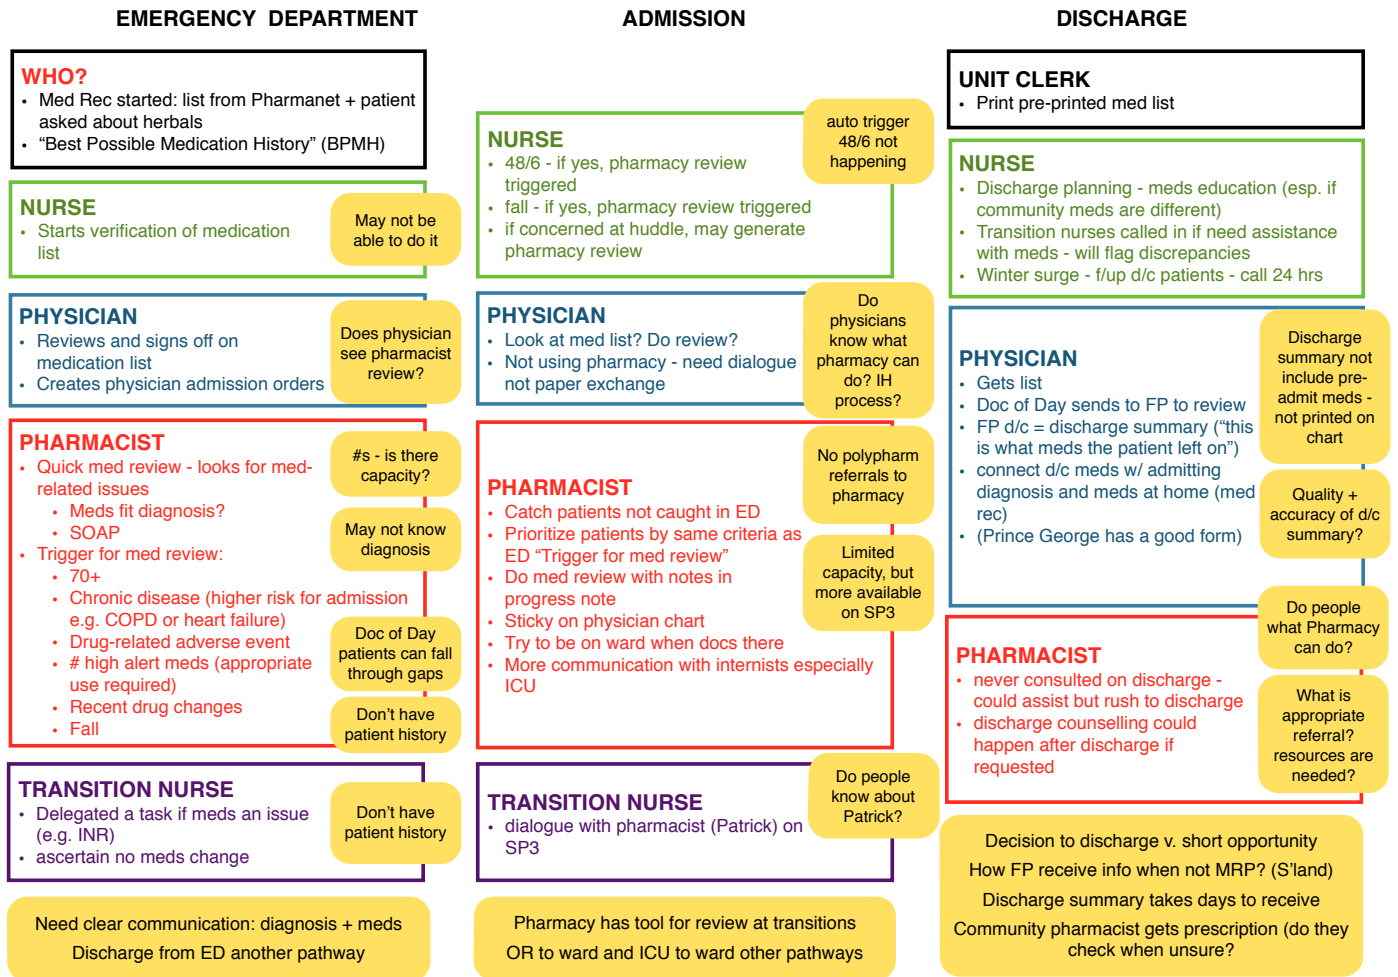 EMERGENCY DEPARTMENT
WHO?
• Med Rec started: list from Pharmanet + patient
asked about herbals
• “Best Possible Medication History” (BPMH)
NURSE
• Starts verification of medication
list
May not be
able to do it
PHYSICIAN
• Reviews and signs off on
medication list
• Creates physician admission orders
Does physician
see pharmacist
review?
PHARMACIST
• Quick med review - looks for med-
related issues
• Meds fit diagnosis?
• SOAP
• Trigger for med review:
• 70+
• Chronic disease (higher risk for admission
e.g. COPD or heart failure)
• Drug-related adverse event
• # high alert meds (appropriate
use required)
• Recent drug changes
• Fall
#s - is there
capacity?
May not know
diagnosis
Doc of Day
patients can fall
through gaps
Don’t have
patient history
TRANSITION NURSE
• Delegated a task if meds an issue
(e.g. INR)
• ascertain no meds change
Don’t have
patient history
Need clear communication: diagnosis + meds
Discharge from ED another pathway
ADMISSION
NURSE
• 48/6 - if yes, pharmacy review
triggered
• fall - if yes, pharmacy review triggered
• if concerned at huddle, may generate
pharmacy review
auto trigger
48/6 not
happening
PHYSICIAN
• Look at med list? Do review?
• Not using pharmacy - need dialogue
not paper exchange
Do
physicians
know what
pharmacy can
do? IH
process?
PHARMACIST
• Catch patients not caught in ED
• Prioritize patients by same criteria as
ED “Trigger for med review”
• Do med review with notes in
progress note
• Sticky on physician chart
• Try to be on ward when docs there
• More communication with internists especially
ICU
No polypharm
referrals to
pharmacy
Limited
capacity, but
more available
on SP3
TRANSITION NURSE
• dialogue with pharmacist (Patrick) on
SP3
Do people
know about
Patrick?
Pharmacy has tool for review at transitions
OR to ward and ICU to ward other pathways
DISCHARGE
UNIT CLERK
• Print pre-printed med list
NURSE
• Discharge planning - meds education (esp. if
community meds are different)
• Transition nurses called in if need assistance
with meds - will flag discrepancies
• Winter surge - f/up d/c patients - call 24 hrs
PHYSICIAN
• Gets list
• Doc of Day sends to FP to review
• FP d/c = discharge summary (“this
is what meds the patient left on”)
• connect d/c meds w/ admitting
diagnosis and meds at home (med
rec)
• (Prince George has a good form)
Discharge
summary not
include pre-
admit meds -
not printed on
chart
Quality +
accuracy of d/c
summary?
PHARMACIST
• never consulted on discharge -
could assist but rush to discharge
• discharge counselling could
happen after discharge if
requested
Do people
what Pharmacy
can do?
What is
appropriate
referral?
resources are
needed?
Decision to discharge v. short opportunity
How FP receive info when not MRP? (S’land)
Discharge summary takes days to receive
Community pharmacist gets prescription (do they
check when unsure?